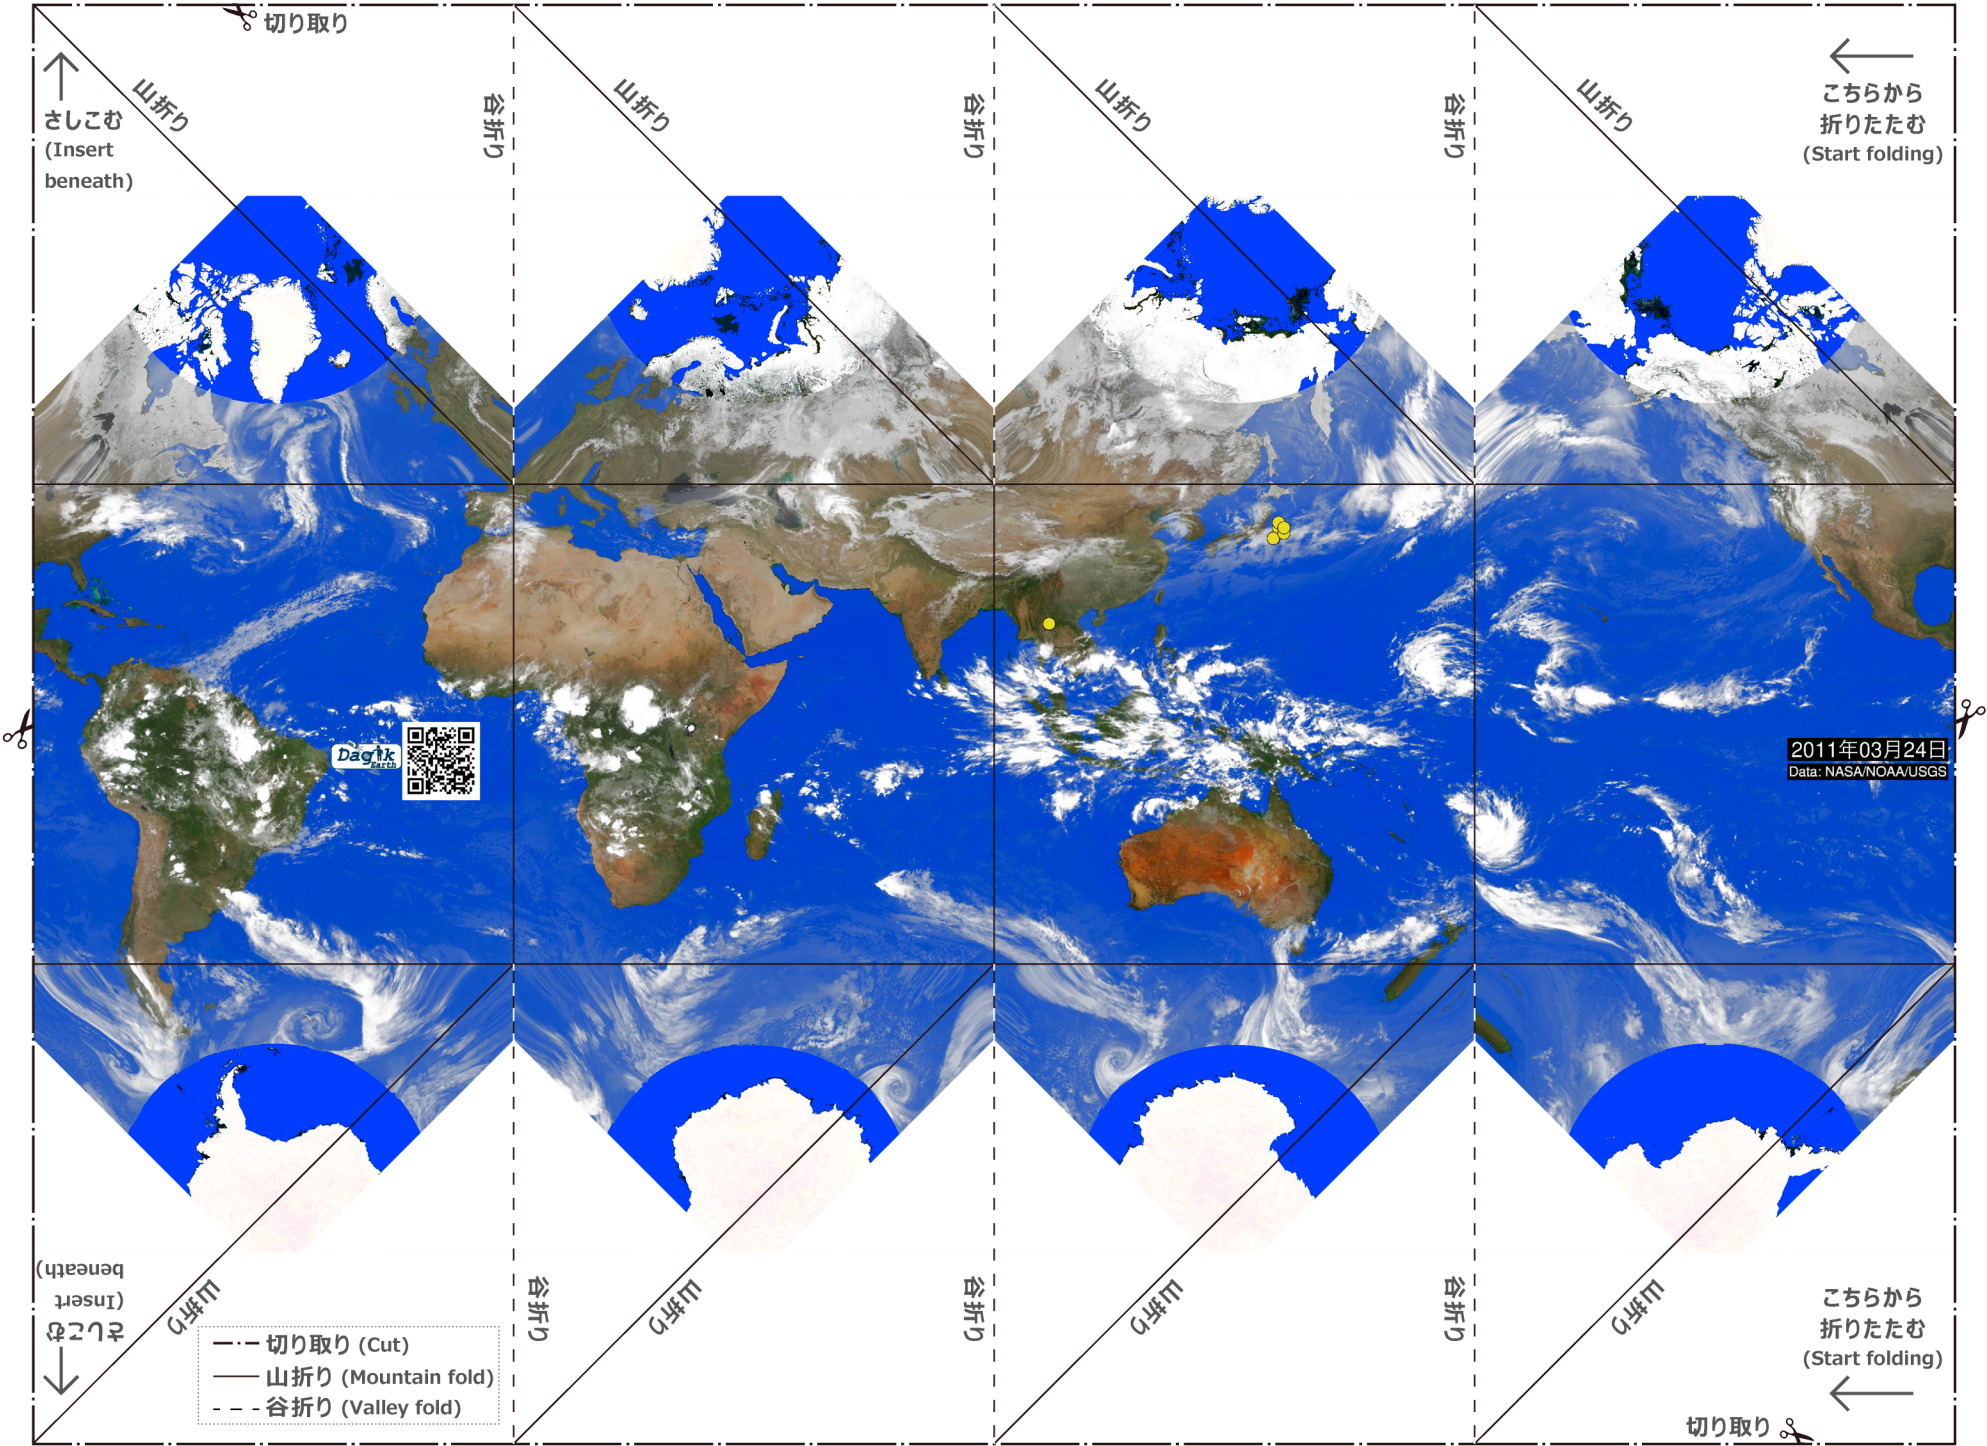 切り取り
さしこむ
(Insert
beneath)
山折り
谷折り
山折り
谷折り
山折り
谷折り
山折り
こちらから
折りたたむ
(Start folding)
Dagik
Earth
2011年03月24日
Data: NASA/NOAA/USGS
さしこむ
(Insert
beneath)
山折り
谷折り
山折り
谷折り
山折り
谷折り
山折り
こちらから
折りたたむ
(Start folding)
切り取り (Cut)
山折り (Mountain fold)
谷折り (Valley fold)
切り取り